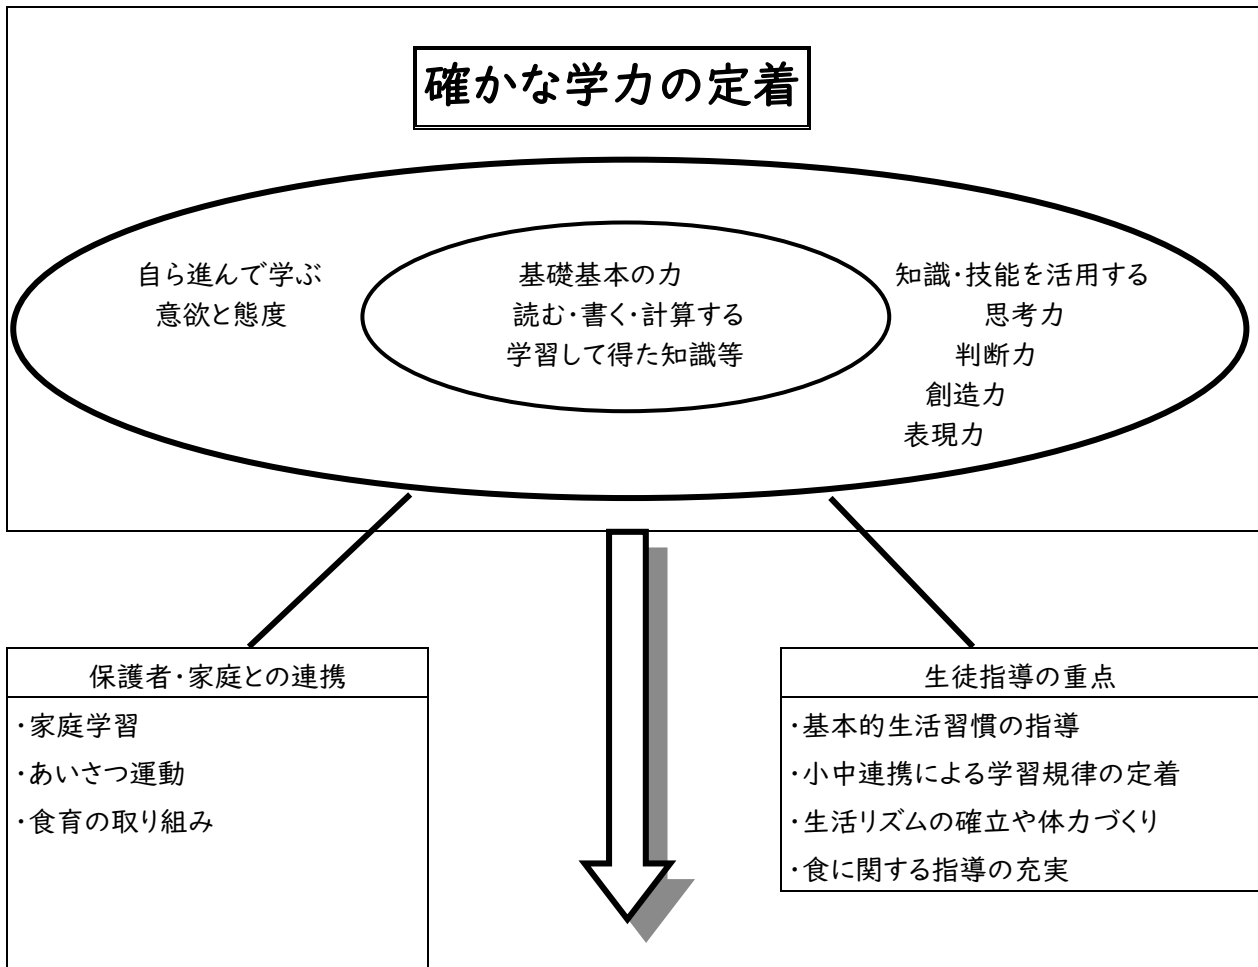 確かな学力の定着
自ら進んで学ぶ
意欲と態度
基礎基本の力
読む・書く・計算する
学習して得た知識等
知識・技能を活用する
思考力
判断力
創造力
表現力
保護者・家庭との連携
・家庭学習
・あいさつ運動
・食育の取り組み
生徒指導の重点
・基本的生活習慣の指導
・小中連携による学習規律の定着
・生活リズムの確立や体力づくり
・食に関する指導の充実